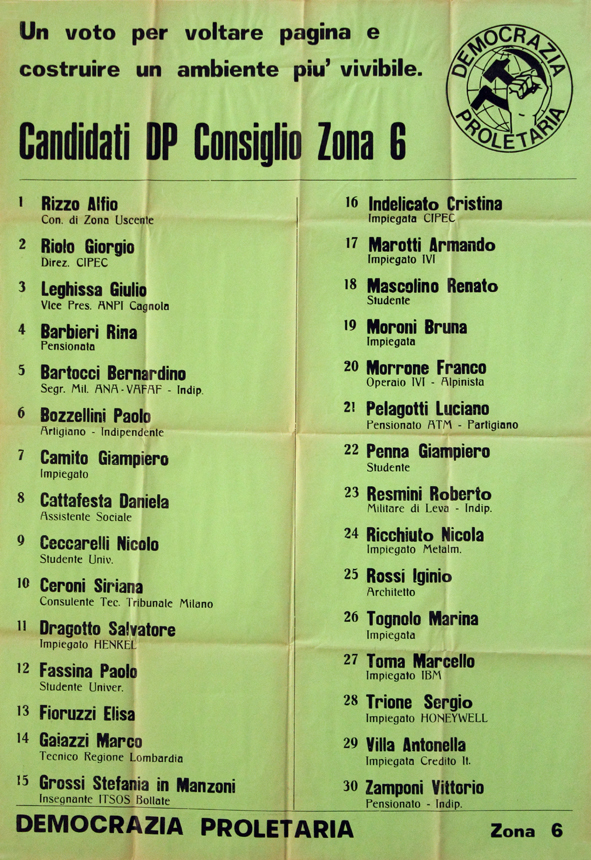 Un voto per voltare pagina e
costruire un ambiente piu' vivibile.
DEMOCRAZIA
PROLETARIA
Candidati DP Consiglio Zona 6
1 Rizzo Alfio
Con. di Zona Uscente
2 Riolo Giorgio
Direz. CIPEC
3 Leghissa Giulio
Vice Pres. ANPI Cagnola
4 Barbieri Rina
Pensionata
5 Bartocci Bernardino
Segr. Mil. ANA-VAFAF - Indip.
6 Bozzellini Paolo
Artigiano - Indipendente
7 Camito Giampiero
Impiegato
8 Cattafesta Daniela
Assistente Sociale
9 Ceccarelli Nicolo
Studente Univ.
10 Ceroni Siriana
Consulente Tec. Tribunale Milano
11 Dragotto Salvatore
Impiegato HENKEL
12 Fassina Paolo
Studente Univer.
13 Fioruzzi Elisa
14 Gaiazzi Marco
Tecnico Regione Lombardia
15 Grossi Stefania in Manzoni
Insegnante ITSOS Bollate
16 Indelicato Cristina
Impiegata CIPEC
17 Marotti Armando
Impiegato IVI
18 Mascolino Renato
Studente
19 Moroni Bruna
Impiegata
20 Morrone Franco
Operaio IVI - Alpinista
21 Pelagotti Luciano
Pensionato ATM - Partigiano
22 Penna Giampiero
Studente
23 Resmini Roberto
Militare di Leva - Indip.
24 Ricchiuto Nicola
Impiegato Metalm.
25 Rossi Iginio
Architetto
26 Tognolo Marina
Impiegata
27 Toma Marcello
Impiegato IBM
28 Trione Sergio
Impiegato HONEYWELL
29 Villa Antonella
Impiegata Credito It.
30 Zamponi Vittorio
Pensionato - Indip.
DEMOCRAZIA PROLETARIA
Zona 6